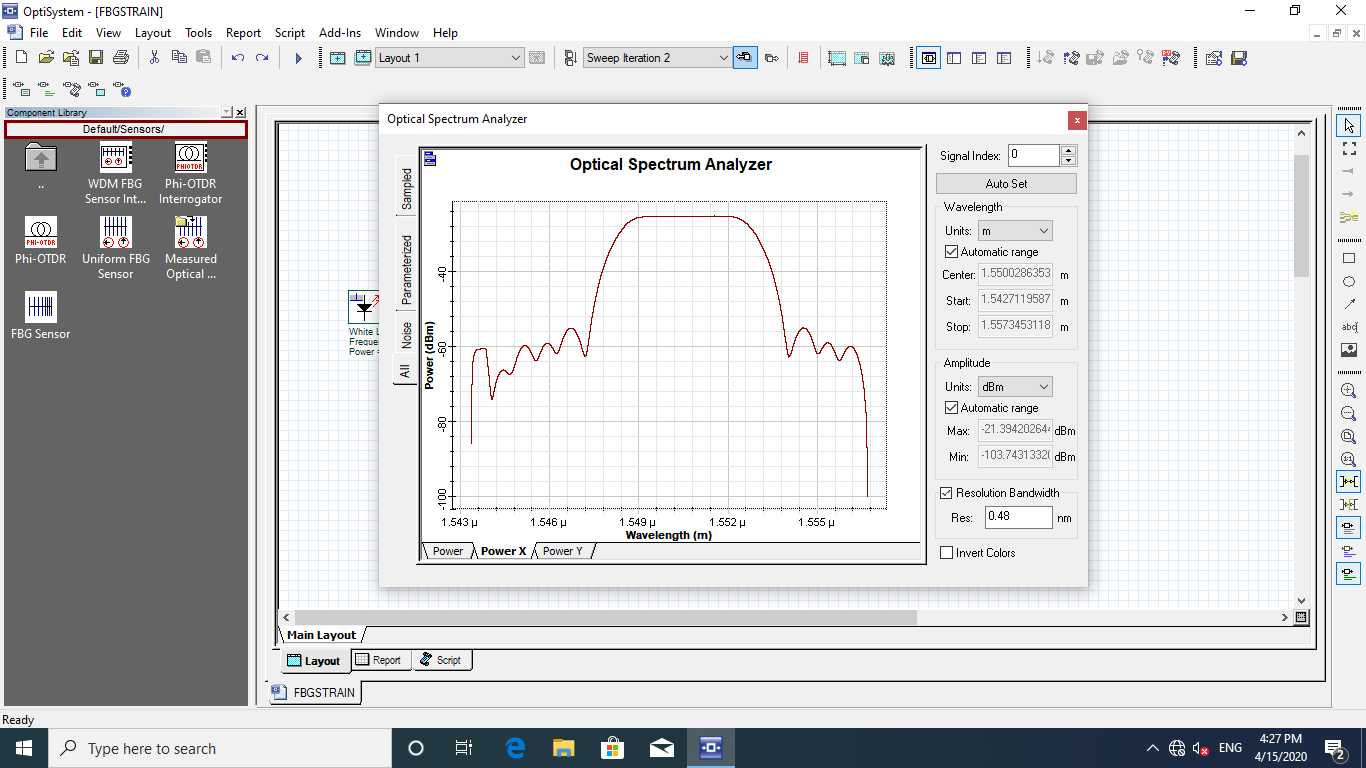 OptiSystem - [FBGSTRAIN]
File Edit View Layout Tools Report Script Add-Ins Window Help
Layout 1
Sweep Iteration 2
Component Library
Default/Sensors/
..
WDM FBG
Sensor Int...
Phi-OTDR
Interrogator
PHI-OTDR
Phi-OTDR
Uniform FBG
Sensor
Measured
Optical ...
FBG Sensor
White L
Frequen
Power =
Optical Spectrum Analyzer
x
Sampled
Parameterized
Noise
All
Optical Spectrum Analyzer
Power (dBm)
-40
-60
-80
-100
1.543 µ 1.546 µ 1.549 µ 1.552 µ 1.555 µ
Wavelength (m)
Power Power X Power Y
Signal Index: 0
Auto Set
Wavelength
Units: m
Automatic range
Center: 1.5500286353 m
Start: 1.5427119587 m
Stop: 1.5573453118 m
Amplitude
Units: dBm
Automatic range
Max: -21.39420264 dBm
Min: -103.7431332 dBm
Resolution Bandwidth
Res: 0.48 nm
Invert Colors
abc
1:1
Main Layout
Layout Report Script
FBGSTRAIN
Ready
Type here to search
ENG
4:27 PM
4/15/2020
2